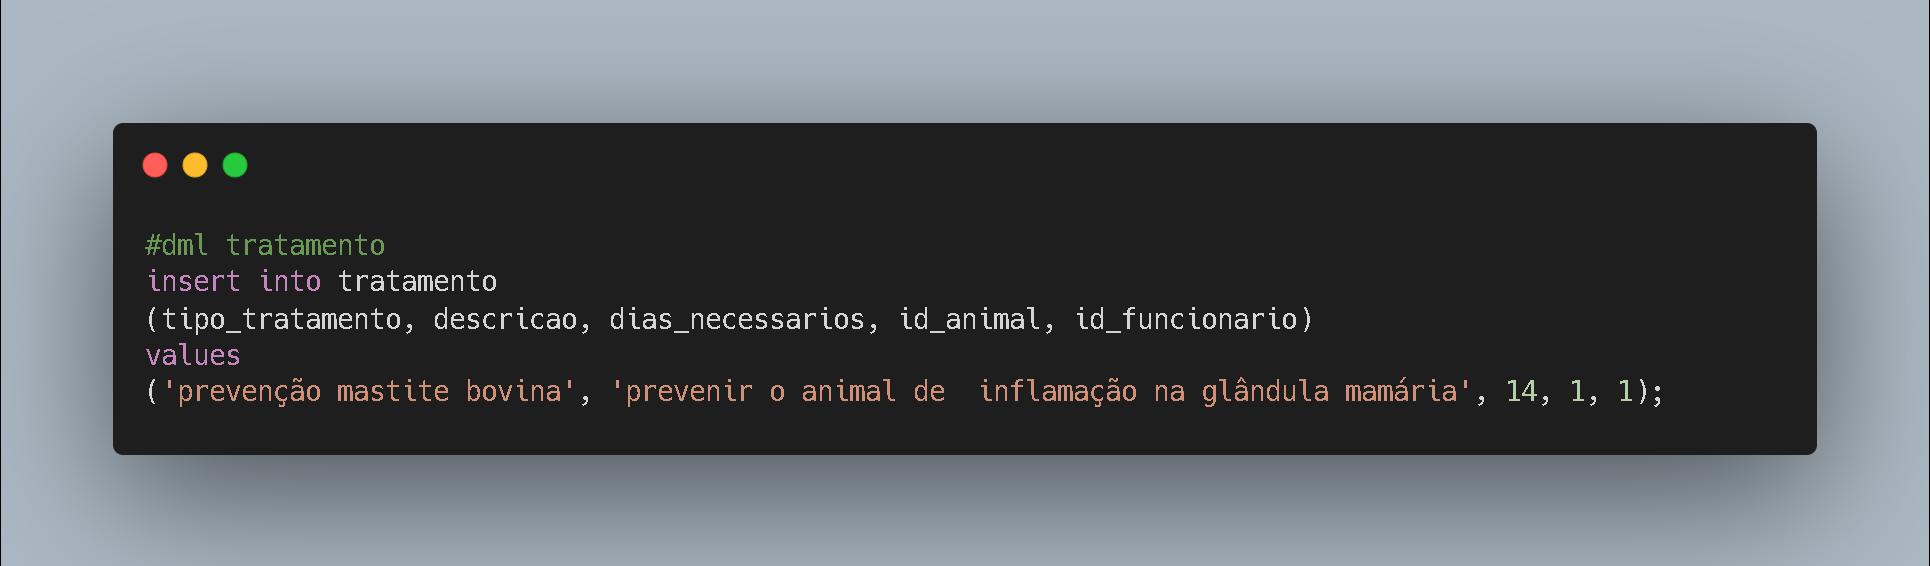 #dml tratamento
insert into tratamento
(tipo_tratamento, descricao, dias_necessarios, id_animal, id_funcionario)
values
('prevenção mastite bovina', 'prevenir o animal de  inflamação na glândula mamária', 14, 1, 1);